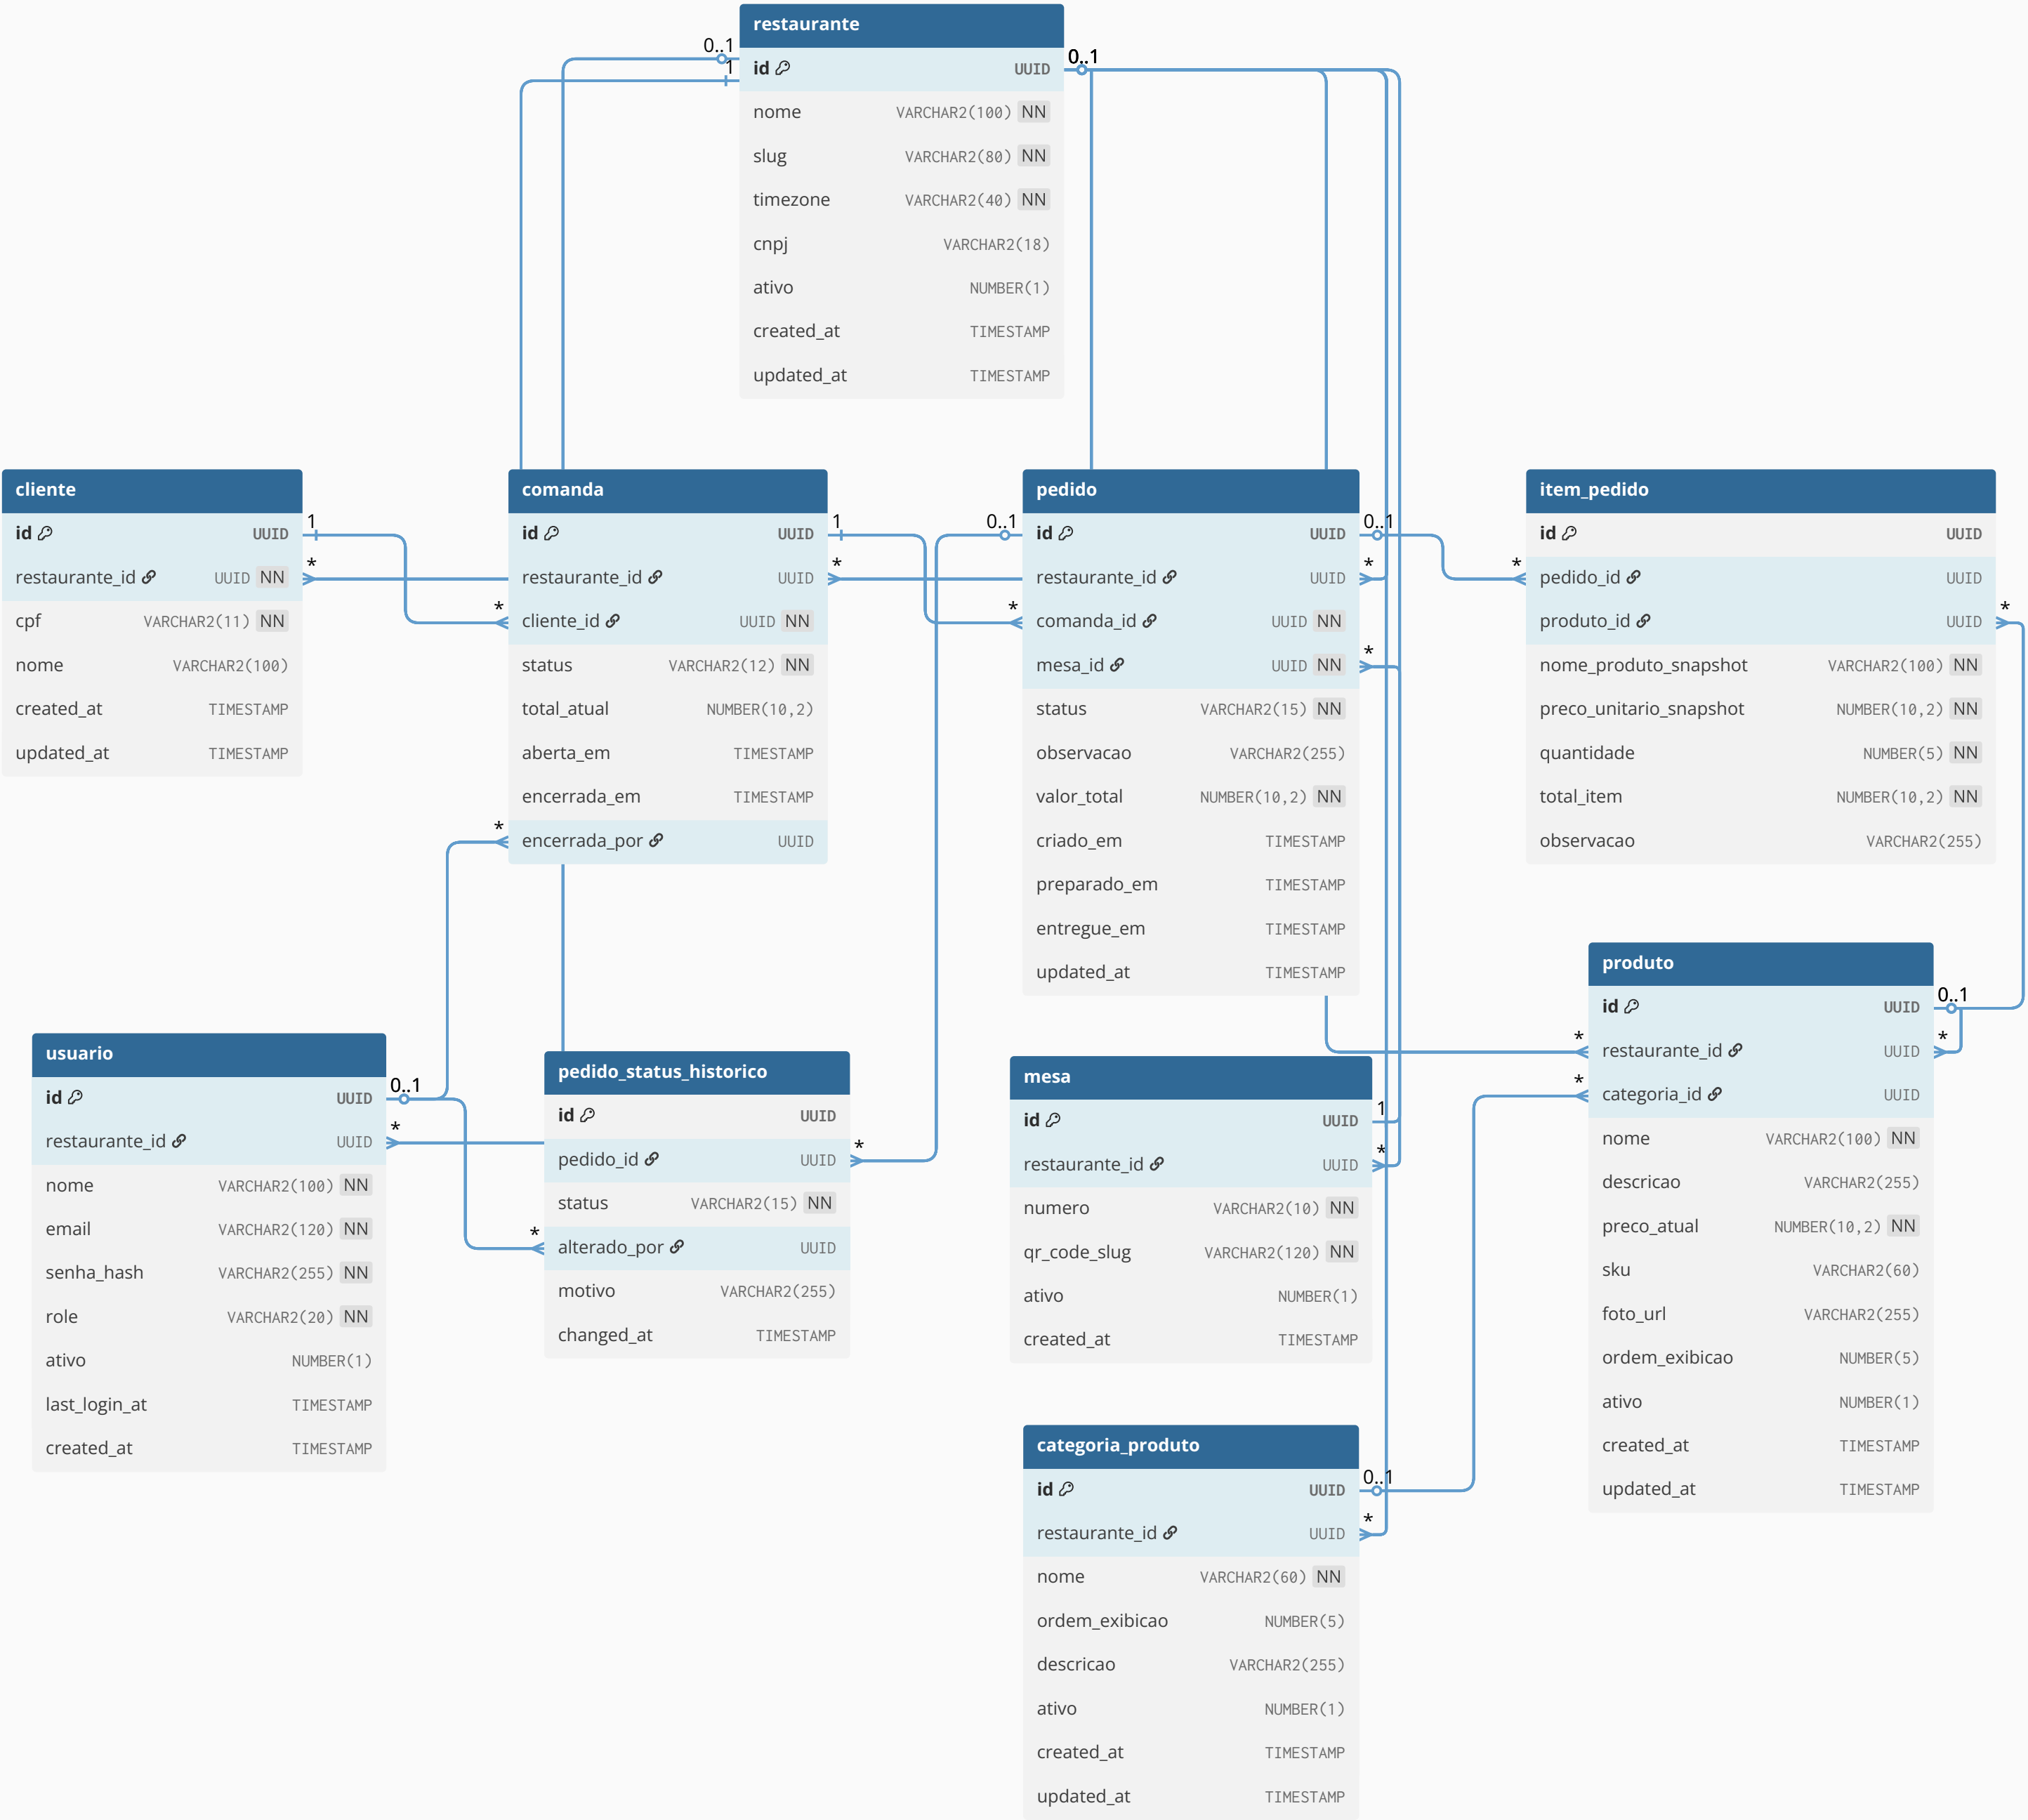 restaurante
0..1
1
0..1
id UUID
nome VARCHAR2(100) NN
slug VARCHAR2(80) NN
timezone VARCHAR2(40) NN
cnpj VARCHAR2(18)
ativo NUMBER(1)
created_at TIMESTAMP
updated_at TIMESTAMP
cliente
id UUID 1
restaurante_id UUID NN *
cpf VARCHAR2(11) NN
nome VARCHAR2(100)
created_at TIMESTAMP
updated_at TIMESTAMP
comanda
id UUID 1
restaurante_id UUID *
* cliente_id UUID NN
status VARCHAR2(12) NN
total_atual NUMBER(10,2)
aberta_em TIMESTAMP
encerrada_em TIMESTAMP
* encerrada_por UUID
pedido
0..1 id UUID 0..1
restaurante_id UUID *
* comanda_id UUID NN
mesa_id UUID NN *
status VARCHAR2(15) NN
observacao VARCHAR2(255)
valor_total NUMBER(10,2) NN
criado_em TIMESTAMP
preparado_em TIMESTAMP
entregue_em TIMESTAMP
updated_at TIMESTAMP
item_pedido
id UUID
* pedido_id UUID
produto_id UUID *
nome_produto_snapshot VARCHAR2(100) NN
preco_unitario_snapshot NUMBER(10,2) NN
quantidade NUMBER(5) NN
total_item NUMBER(10,2) NN
observacao VARCHAR2(255)
usuario
id UUID 0..1
restaurante_id UUID *
nome VARCHAR2(100) NN
email VARCHAR2(120) NN
senha_hash VARCHAR2(255) NN
role VARCHAR2(20) NN
ativo NUMBER(1)
last_login_at TIMESTAMP
created_at TIMESTAMP
pedido_status_historico
id UUID
pedido_id UUID *
status VARCHAR2(15) NN
* alterado_por UUID
motivo VARCHAR2(255)
changed_at TIMESTAMP
mesa
id UUID 1
restaurante_id UUID *
numero VARCHAR2(10) NN
qr_code_slug VARCHAR2(120) NN
ativo NUMBER(1)
created_at TIMESTAMP
produto
id UUID 0..1
* restaurante_id UUID *
* categoria_id UUID
nome VARCHAR2(100) NN
descricao VARCHAR2(255)
preco_atual NUMBER(10,2) NN
sku VARCHAR2(60)
foto_url VARCHAR2(255)
ordem_exibicao NUMBER(5)
ativo NUMBER(1)
created_at TIMESTAMP
updated_at TIMESTAMP
categoria_produto
id UUID 0..1
restaurante_id UUID *
nome VARCHAR2(60) NN
ordem_exibicao NUMBER(5)
descricao VARCHAR2(255)
ativo NUMBER(1)
created_at TIMESTAMP
updated_at TIMESTAMP